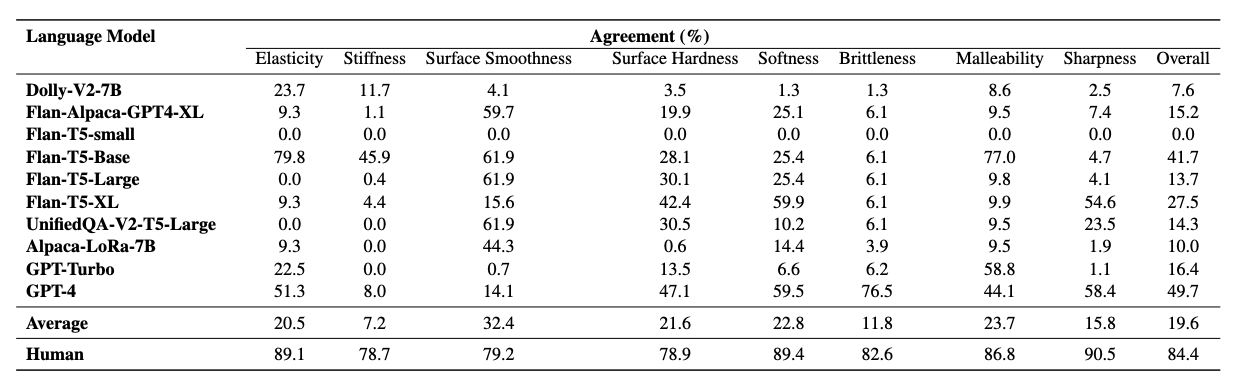 Language Model Agreement (%)
Elasticity Stiffness Surface Smoothness Surface Hardness Softness Brittleness Malleability Sharpness Overall
Dolly-V2-7B 23.7 11.7 4.1 3.5 1.3 1.3 8.6 2.5 7.6
Flan-Alpaca-GPT4-XL 9.3 1.1 59.7 19.9 25.1 6.1 9.5 7.4 15.2
Flan-T5-small 0.0 0.0 0.0 0.0 0.0 0.0 0.0 0.0 0.0
Flan-T5-Base 79.8 45.9 61.9 28.1 25.4 6.1 77.0 4.7 41.7
Flan-T5-Large 0.0 0.4 61.9 30.1 25.4 6.1 9.8 4.1 13.7
Flan-T5-XL 9.3 4.4 15.6 42.4 59.9 6.1 9.9 54.6 27.5
UnifiedQA-V2-T5-Large 0.0 0.0 61.9 30.5 10.2 6.1 9.5 23.5 14.3
Alpaca-LoRa-7B 9.3 0.0 44.3 0.6 14.4 3.9 9.5 1.9 10.0
GPT-Turbo 22.5 0.0 0.7 13.5 6.6 6.2 58.8 1.1 16.4
GPT-4 51.3 8.0 14.1 47.1 59.5 76.5 44.1 58.4 49.7
Average 20.5 7.2 32.4 21.6 22.8 11.8 23.7 15.8 19.6
Human 89.1 78.7 79.2 78.9 89.4 82.6 86.8 90.5 84.4